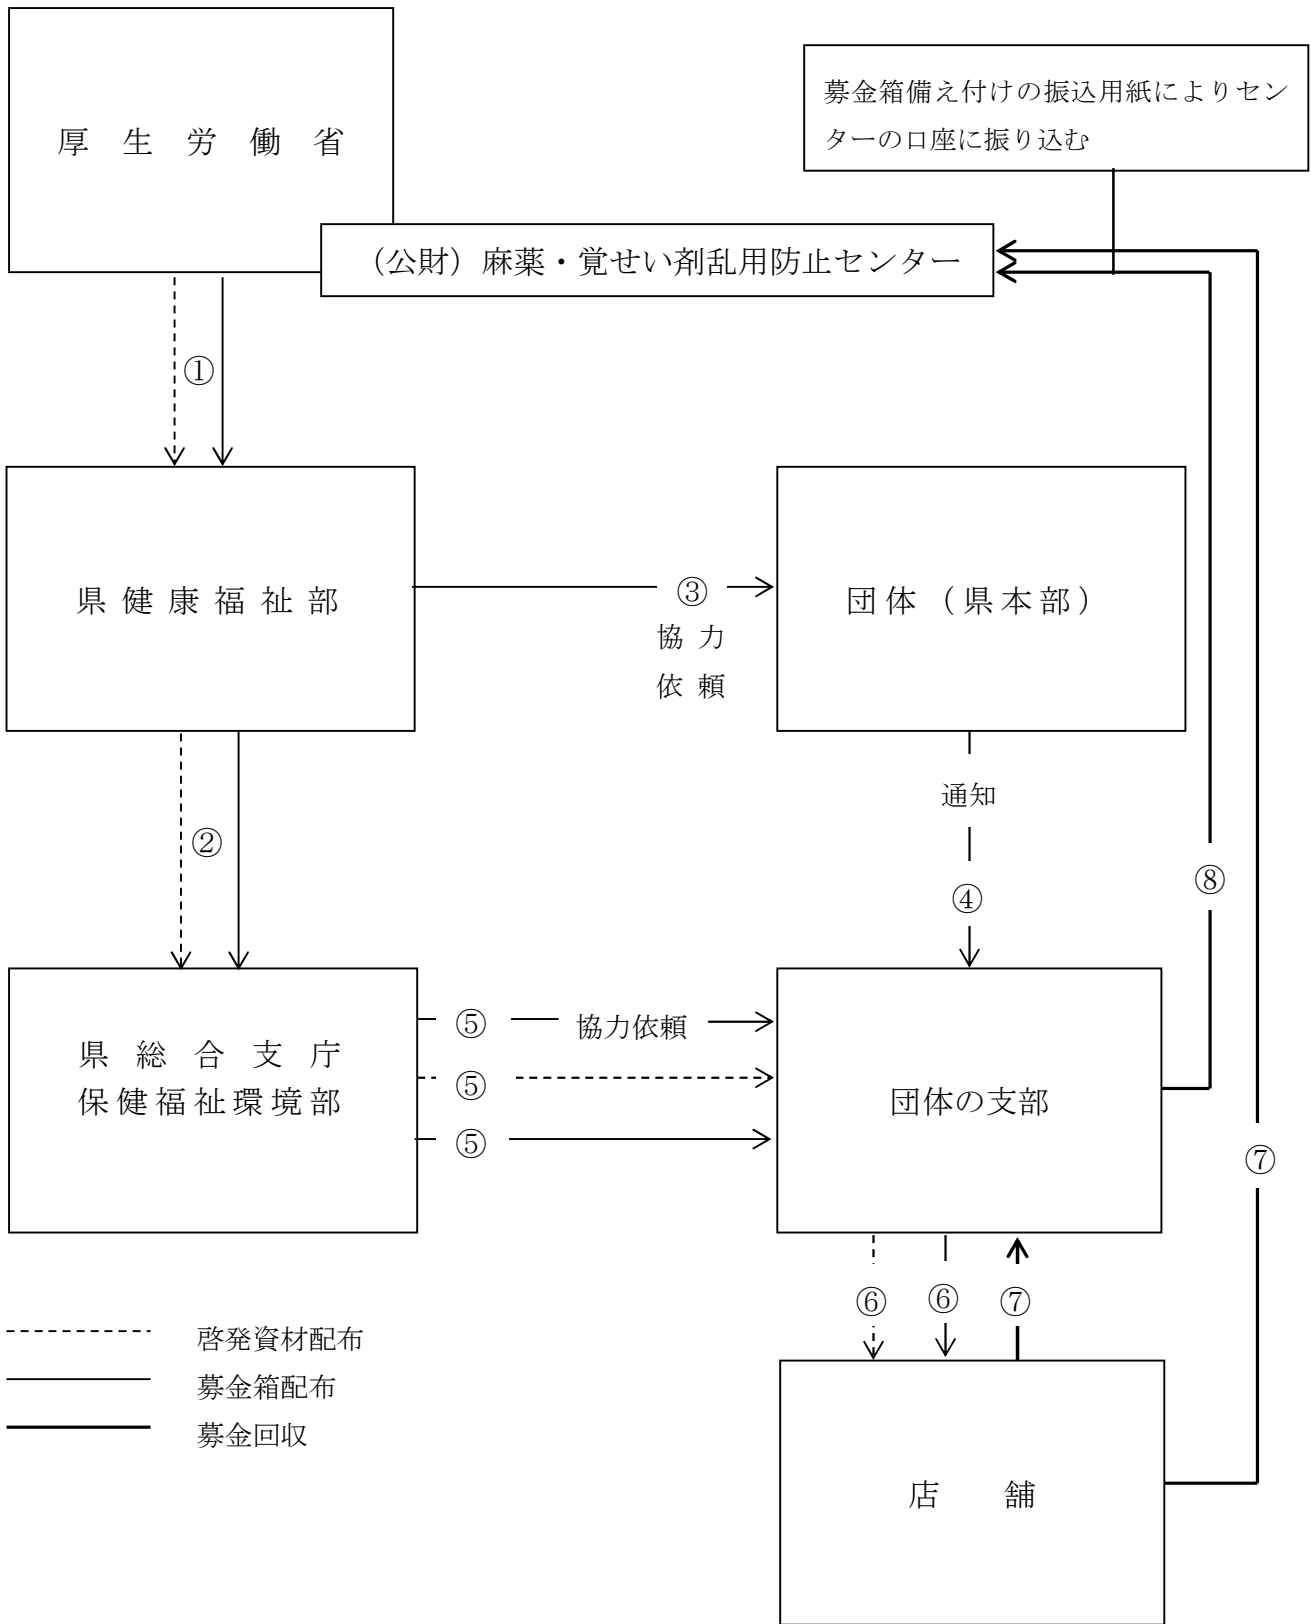 厚生労働省
募金箱備え付けの振込用紙によりセン
ターの口座に振り込む
（公財）麻薬・覚せい剤乱用防止センター
①
県健康福祉部
③
協力
依頼
団体（県本部）
②
通知
④
⑧
県総合支庁
保健福祉環境部
⑤
協力依頼
⑤
⑤
団体の支部
⑦
⑥
⑥
⑦
啓発資材配布
募金箱配布
募金回収
店舗